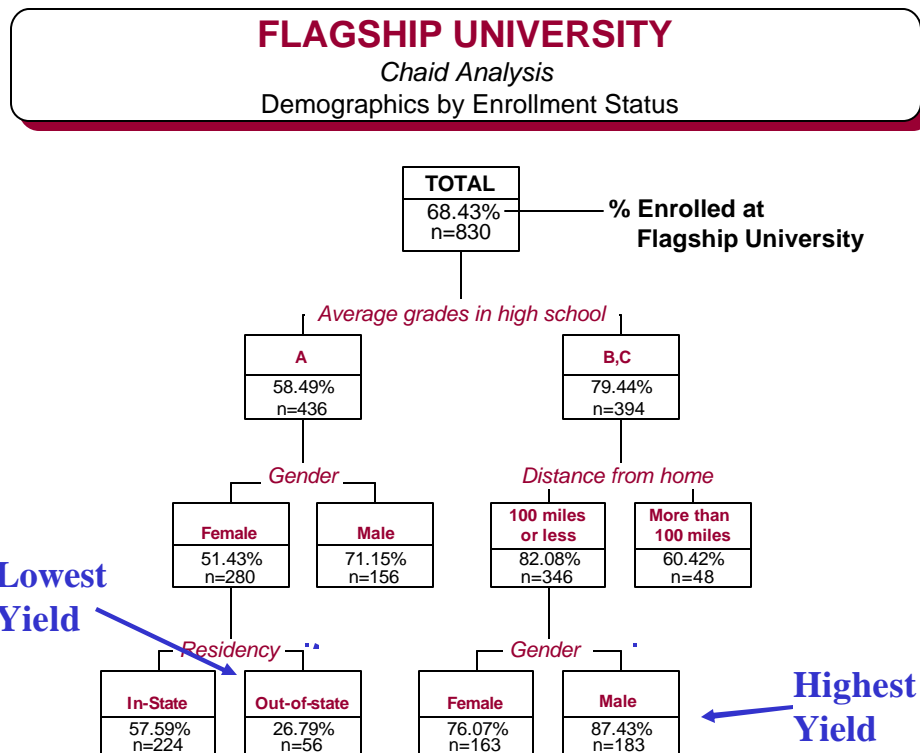 FLAGSHIP UNIVERSITY
Chaid Analysis
Demographics by Enrollment Status
TOTAL
68.43%
n=830
% Enrolled at
Flagship University
Average grades in high school
A
58.49%
n=436
B,C
79.44%
n=394
Gender
Distance from home
Female
51.43%
n=280
Male
71.15%
n=156
100 miles
or less
82.08%
n=346
More than
100 miles
60.42%
n=48
Lowest
Yield
Residency
Gender
In-State
57.59%
n=224
Out-of-state
26.79%
n=56
Female
76.07%
n=163
Male
87.43%
n=183
Highest
Yield